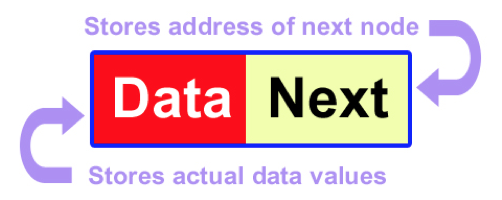 Stores address of next node
Data Next
Stores actual data values